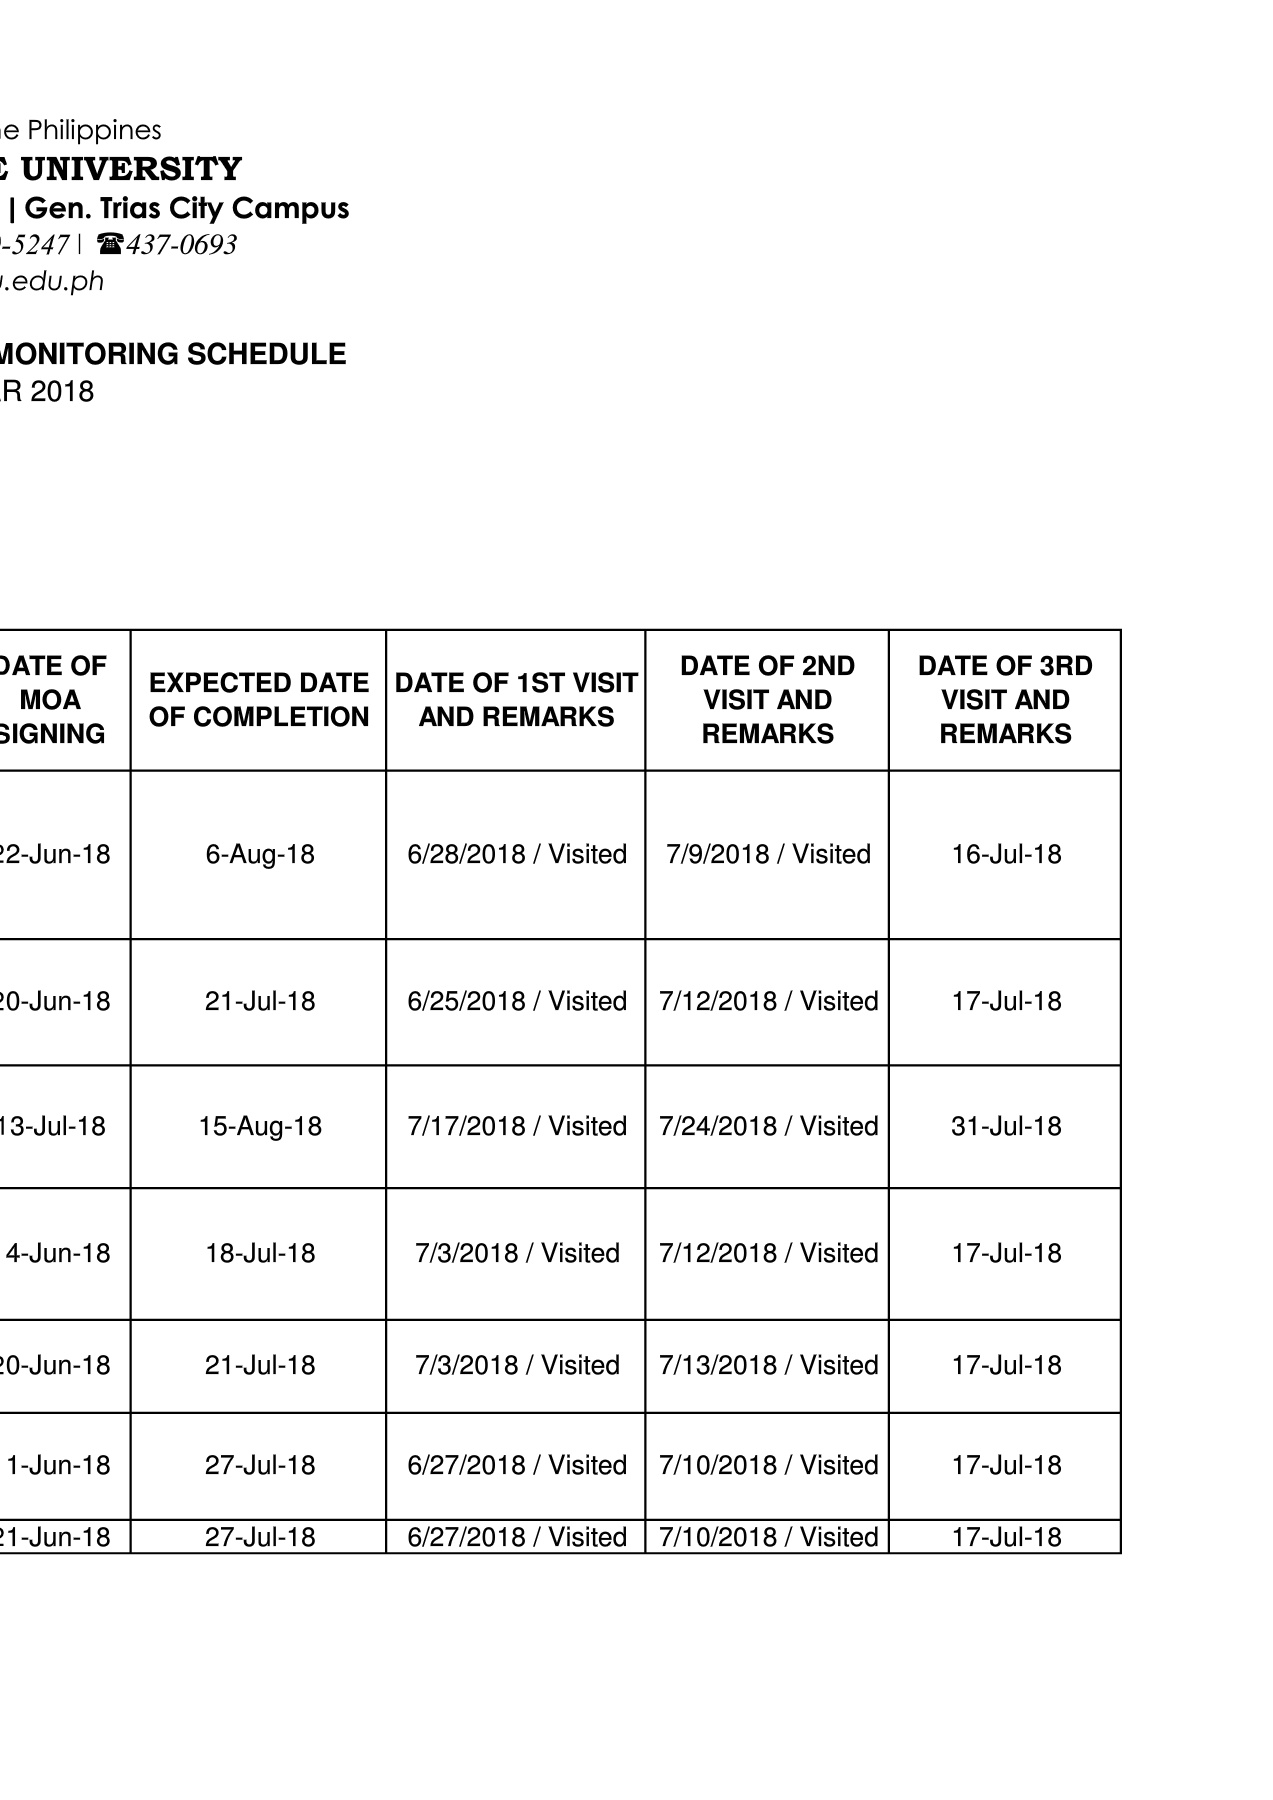 ne Philippines
E UNIVERSITY
| Gen. Trias City Campus
-5247 | ☎437-0693
u.edu.ph
MONITORING SCHEDULE
R 2018
DATE OF MOA SIGNING EXPECTED DATE OF COMPLETION DATE OF 1ST VISIT AND REMARKS DATE OF 2ND VISIT AND REMARKS DATE OF 3RD VISIT AND REMARKS
22-Jun-18 6-Aug-18 6/28/2018 / Visited 7/9/2018 / Visited 16-Jul-18
20-Jun-18 21-Jul-18 6/25/2018 / Visited 7/12/2018 / Visited 17-Jul-18
13-Jul-18 15-Aug-18 7/17/2018 / Visited 7/24/2018 / Visited 31-Jul-18
4-Jun-18 18-Jul-18 7/3/2018 / Visited 7/12/2018 / Visited 17-Jul-18
20-Jun-18 21-Jul-18 7/3/2018 / Visited 7/13/2018 / Visited 17-Jul-18
1-Jun-18 27-Jul-18 6/27/2018 / Visited 7/10/2018 / Visited 17-Jul-18
21-Jun-18 27-Jul-18 6/27/2018 / Visited 7/10/2018 / Visited 17-Jul-18